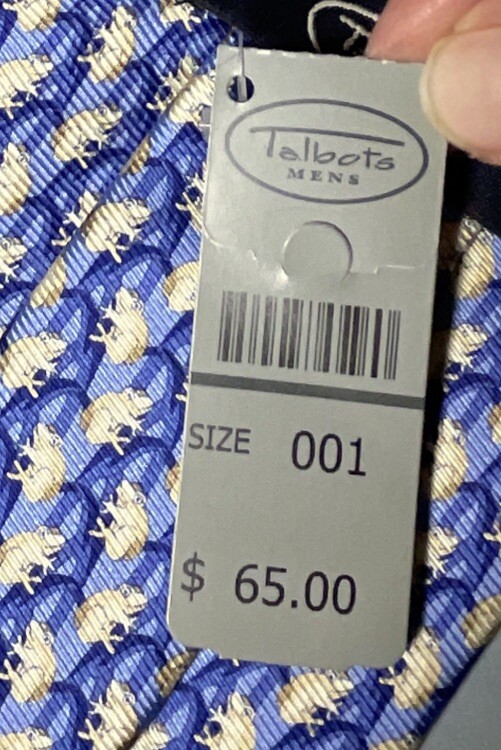 Talbots
MENS
SIZE 001
$ 65.00